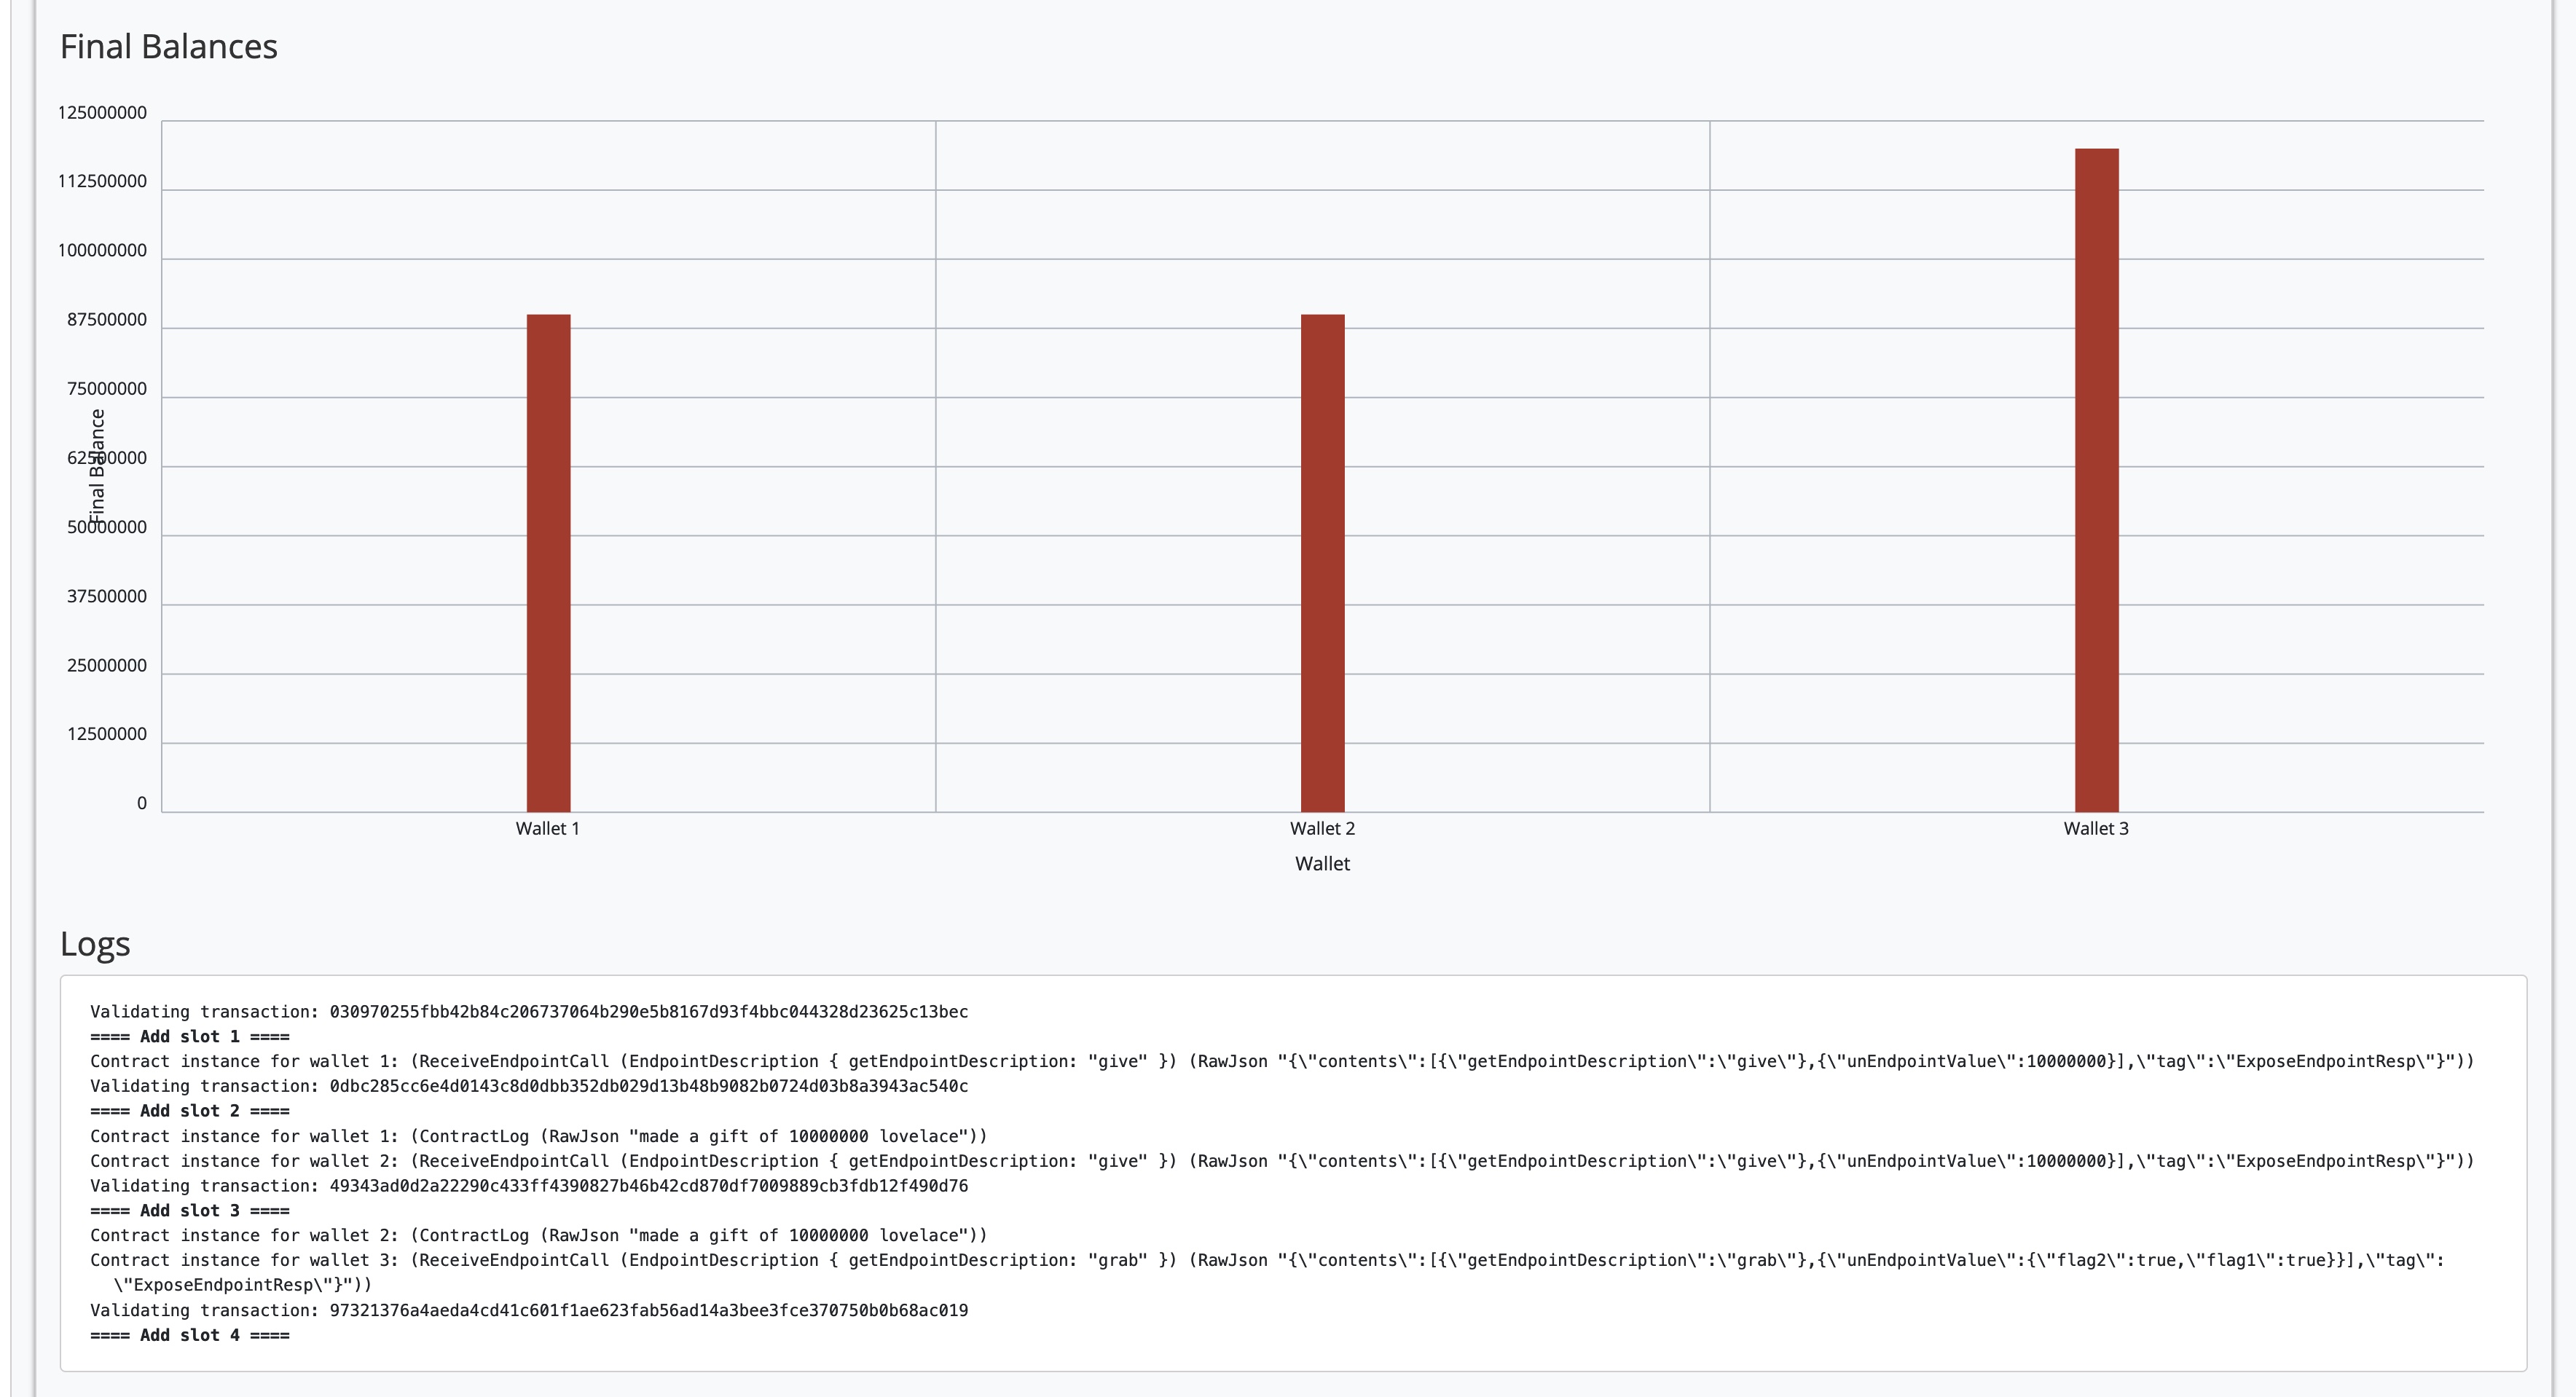 Final Balances
125000000
112500000
100000000
87500000
75000000
62500000
50000000
37500000
25000000
12500000
0
Final Balance
Wallet 1
Wallet 2
Wallet 3
Wallet
Logs
Validating transaction: 030970255fbb42b84c206737064b290e5b8167d93f4bbc044328d23625c13bec
==== Add slot 1 ====
Contract instance for wallet 1: (ReceiveEndpointCall (EndpointDescription { getEndpointDescription: "give" }) (RawJson "{\"contents\":[{\"getEndpointDescription\":\"give\"},{\"unEndpointValue\":10000000}],\"tag\":\"ExposeEndpointResp\"}"))
Validating transaction: 0dbc285cc6e4d0143c8d0dbb352db029d13b48b9082b0724d03b8a3943ac540c
==== Add slot 2 ====
Contract instance for wallet 1: (ContractLog (RawJson "made a gift of 10000000 lovelace"))
Contract instance for wallet 2: (ReceiveEndpointCall (EndpointDescription { getEndpointDescription: "give" }) (RawJson "{\"contents\":[{\"getEndpointDescription\":\"give\"},{\"unEndpointValue\":10000000}],\"tag\":\"ExposeEndpointResp\"}"))
Validating transaction: 49343ad0d2a22290c433ff4390827b46b42cd870df7009889cb3fdb12f490d76
==== Add slot 3 ====
Contract instance for wallet 2: (ContractLog (RawJson "made a gift of 10000000 lovelace"))
Contract instance for wallet 3: (ReceiveEndpointCall (EndpointDescription { getEndpointDescription: "grab" }) (RawJson "{\"contents\":[{\"getEndpointDescription\":\"grab\"},{\"unEndpointValue\":{\"flag2\":true,\"flag1\":true}}],\"tag\":
\"ExposeEndpointResp\"}"))
Validating transaction: 97321376a4aeda4cd41c601f1ae623fab56ad14a3bee3fce370750b0b68ac019
==== Add slot 4 ====